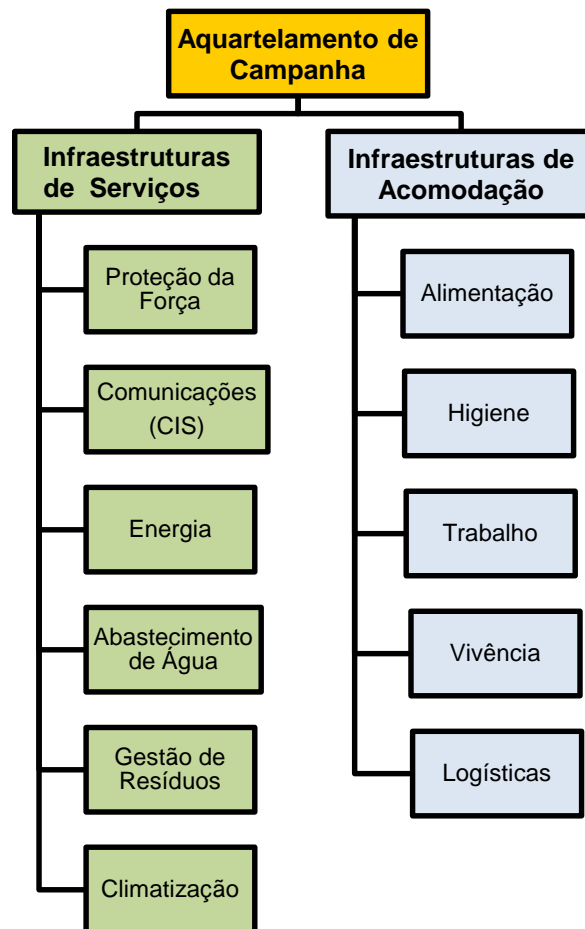 Aquartelamento de
Campanha
Infraestruturas
de Serviços
Proteção da
Força
Comunicações
(CIS)
Energia
Abastecimento
de Água
Gestão de
Resíduos
Climatização
Infraestruturas de
Acomodação
Alimentação
Higiene
Trabalho
Vivência
Logísticas